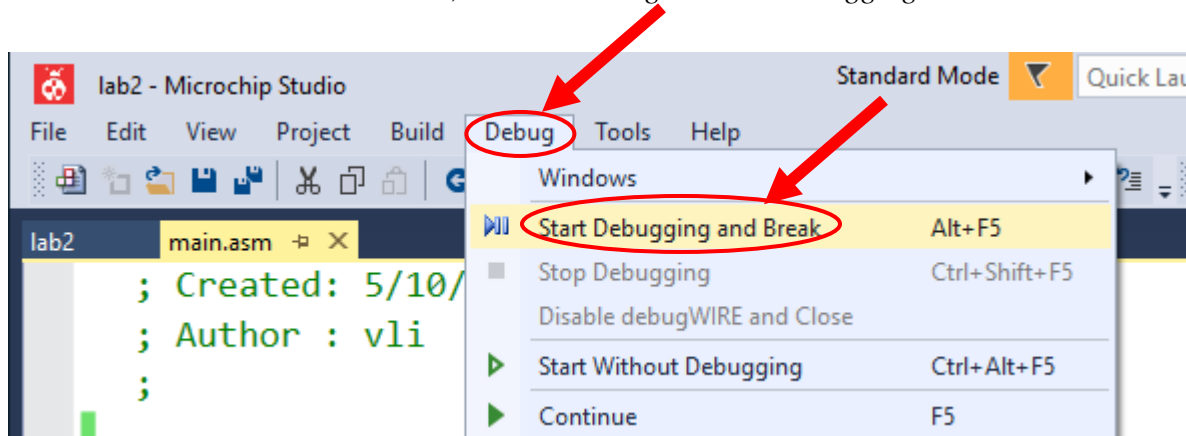 lab2 - Microchip Studio
Standard Mode
Quick Lau
File Edit View Project Build Debug Tools Help
Windows
lab2 main.asm
Start Debugging and Break Alt+F5
; Created: 5/10/
Stop Debugging Ctrl+Shift+F5
; Author : vli
Disable debugWIRE and Close
Start Without Debugging Ctrl+Alt+F5
;
Continue F5